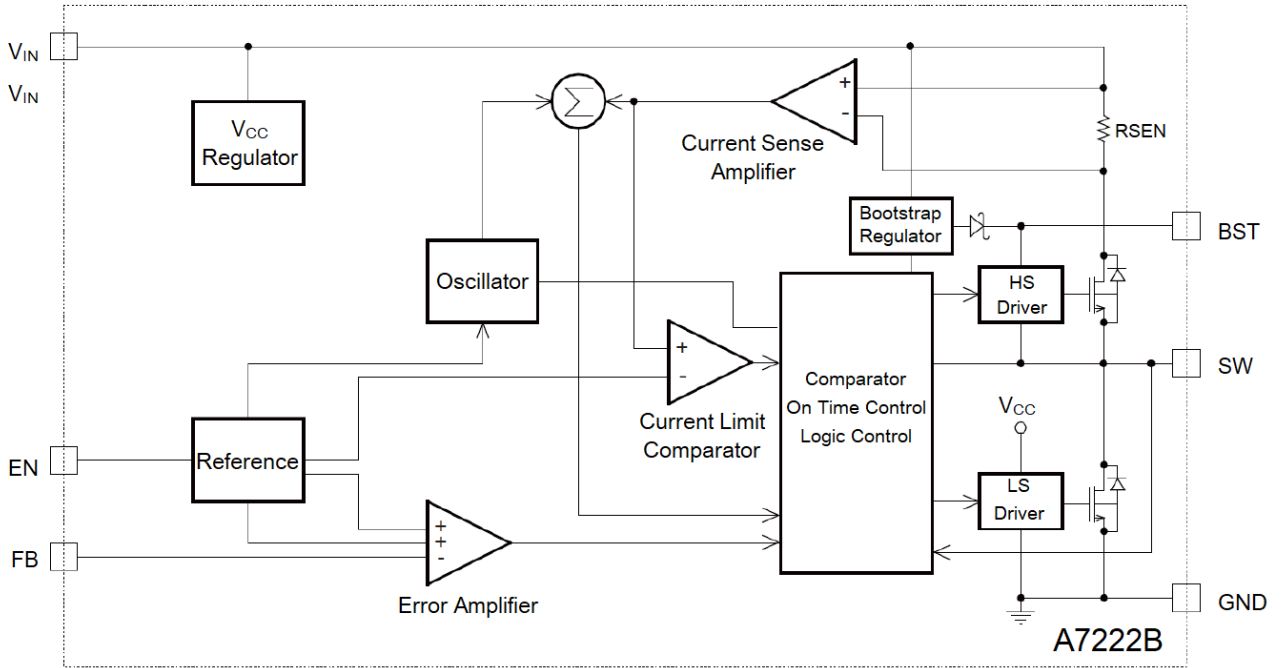 VIN
VIN
VCC
Regulator
Σ
+
-
Current Sense
Amplifier
RSEN
Bootstrap
Regulator
BST
Oscillator
HS
Driver
+
-
Current Limit
Comparator
Comparator
On Time Control
Logic Control
SW
VCC
EN
Reference
LS
Driver
+
+
-
FB
Error Amplifier
GND
A7222B